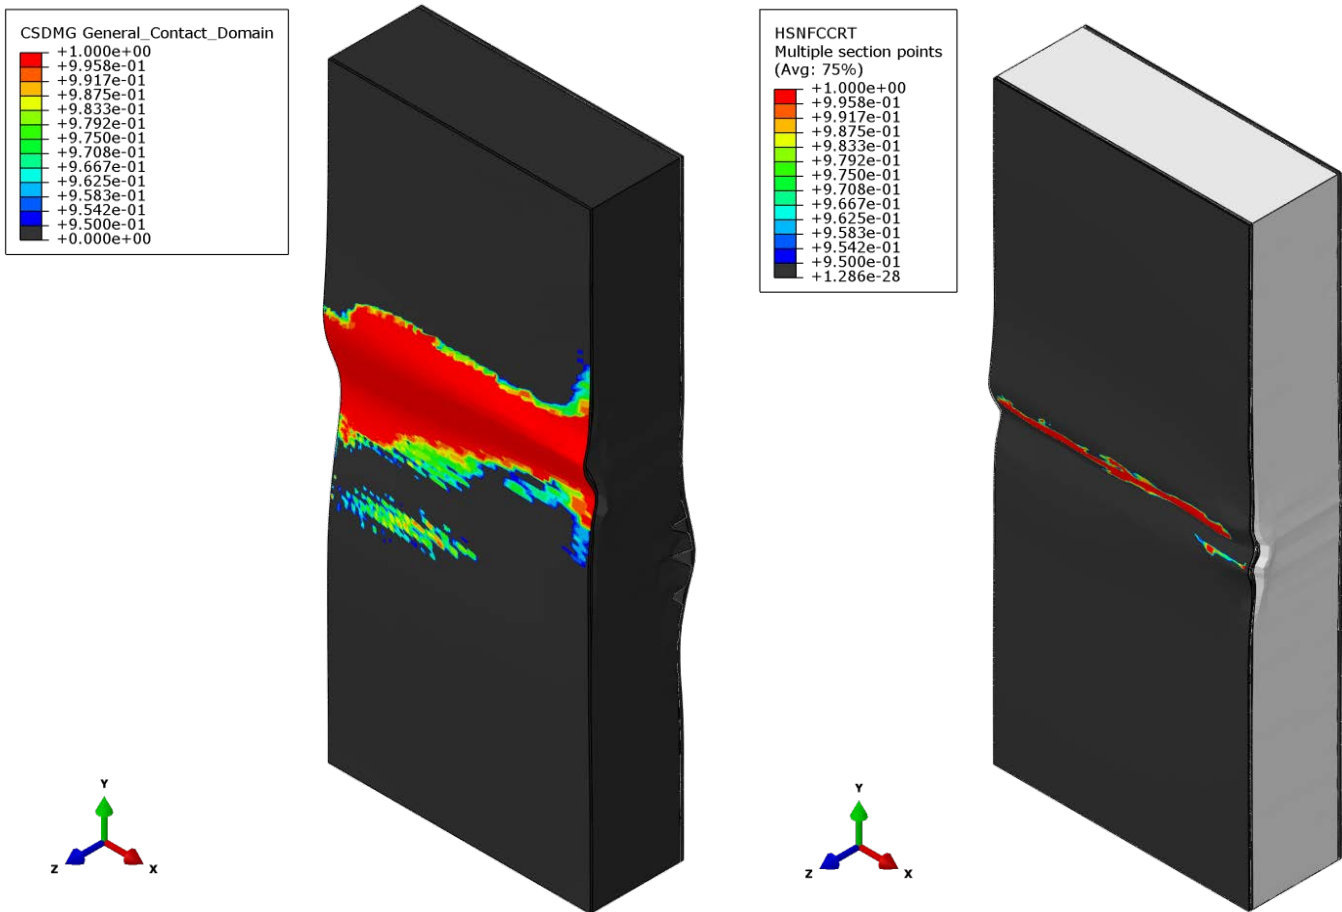 CSDMG General_Contact_Domain
+1.000e+00
+9.958e-01
+9.917e-01
+9.875e-01
+9.833e-01
+9.792e-01
+9.750e-01
+9.708e-01
+9.667e-01
+9.625e-01
+9.583e-01
+9.542e-01
+9.500e-01
+0.000e+00
Y
Z
X
HSNFCCRT
Multiple section points
(Avg: 75%)
+1.000e+00
+9.958e-01
+9.917e-01
+9.875e-01
+9.833e-01
+9.792e-01
+9.750e-01
+9.708e-01
+9.667e-01
+9.625e-01
+9.583e-01
+9.542e-01
+9.500e-01
+1.286e-28
Y
Z
X